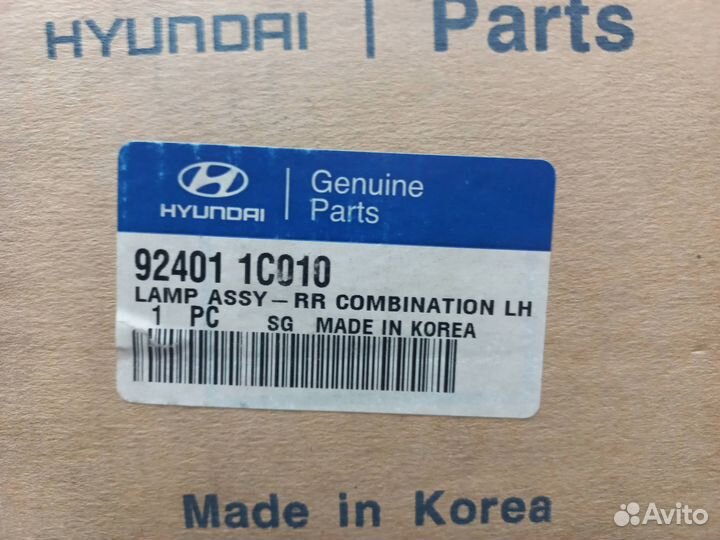 HYUNDAI | Parts
HYUNDAI
Genuine
Parts
92401 1C010
LAMP ASSY-RR COMBINATION LH
1 PC SG MADE IN KOREA
Made in Korea
Avito